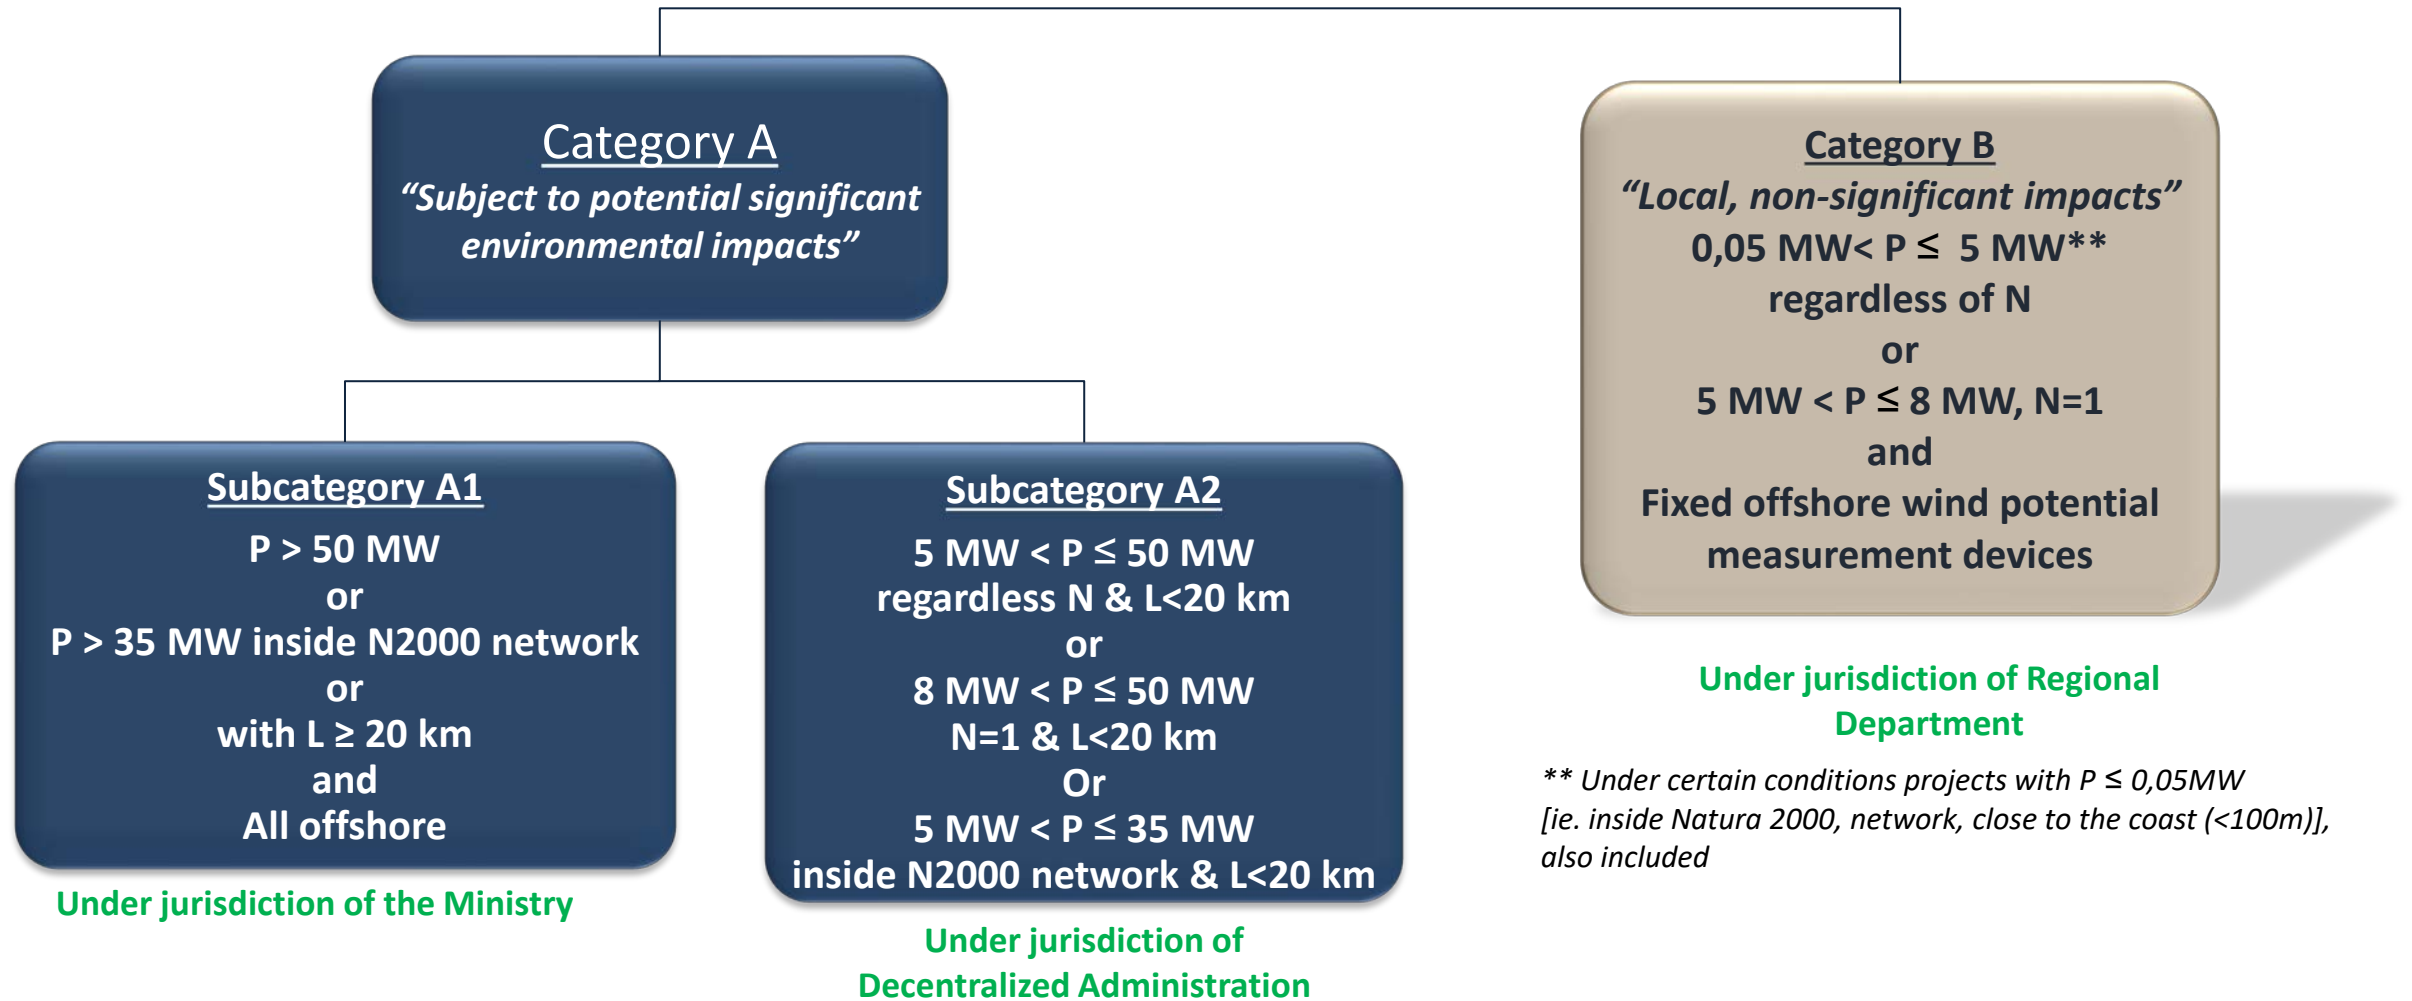 Category A
“Subject to potential significant
environmental impacts”
Subcategory A1
P > 50 MW
or
P > 35 MW inside N2000 network
or
with L ≥ 20 km
and
All offshore
Under jurisdiction of the Ministry
Subcategory A2
5 MW < P ≤ 50 MW
regardless N & L<20 km
or
8 MW < P ≤ 50 MW
N=1 & L<20 km
Or
5 MW < P ≤ 35 MW
inside N2000 network & L<20 km
Under jurisdiction of
Decentralized Administration
Category B
“Local, non-significant impacts”
0,05 MW< P ≤ 5 MW**
regardless of N
or
5 MW < P ≤ 8 MW, N=1
and
Fixed offshore wind potential
measurement devices
Under jurisdiction of Regional
Department
** Under certain conditions projects with P ≤ 0,05MW
[ie. inside Natura 2000, network, close to the coast (<100m)],
also included